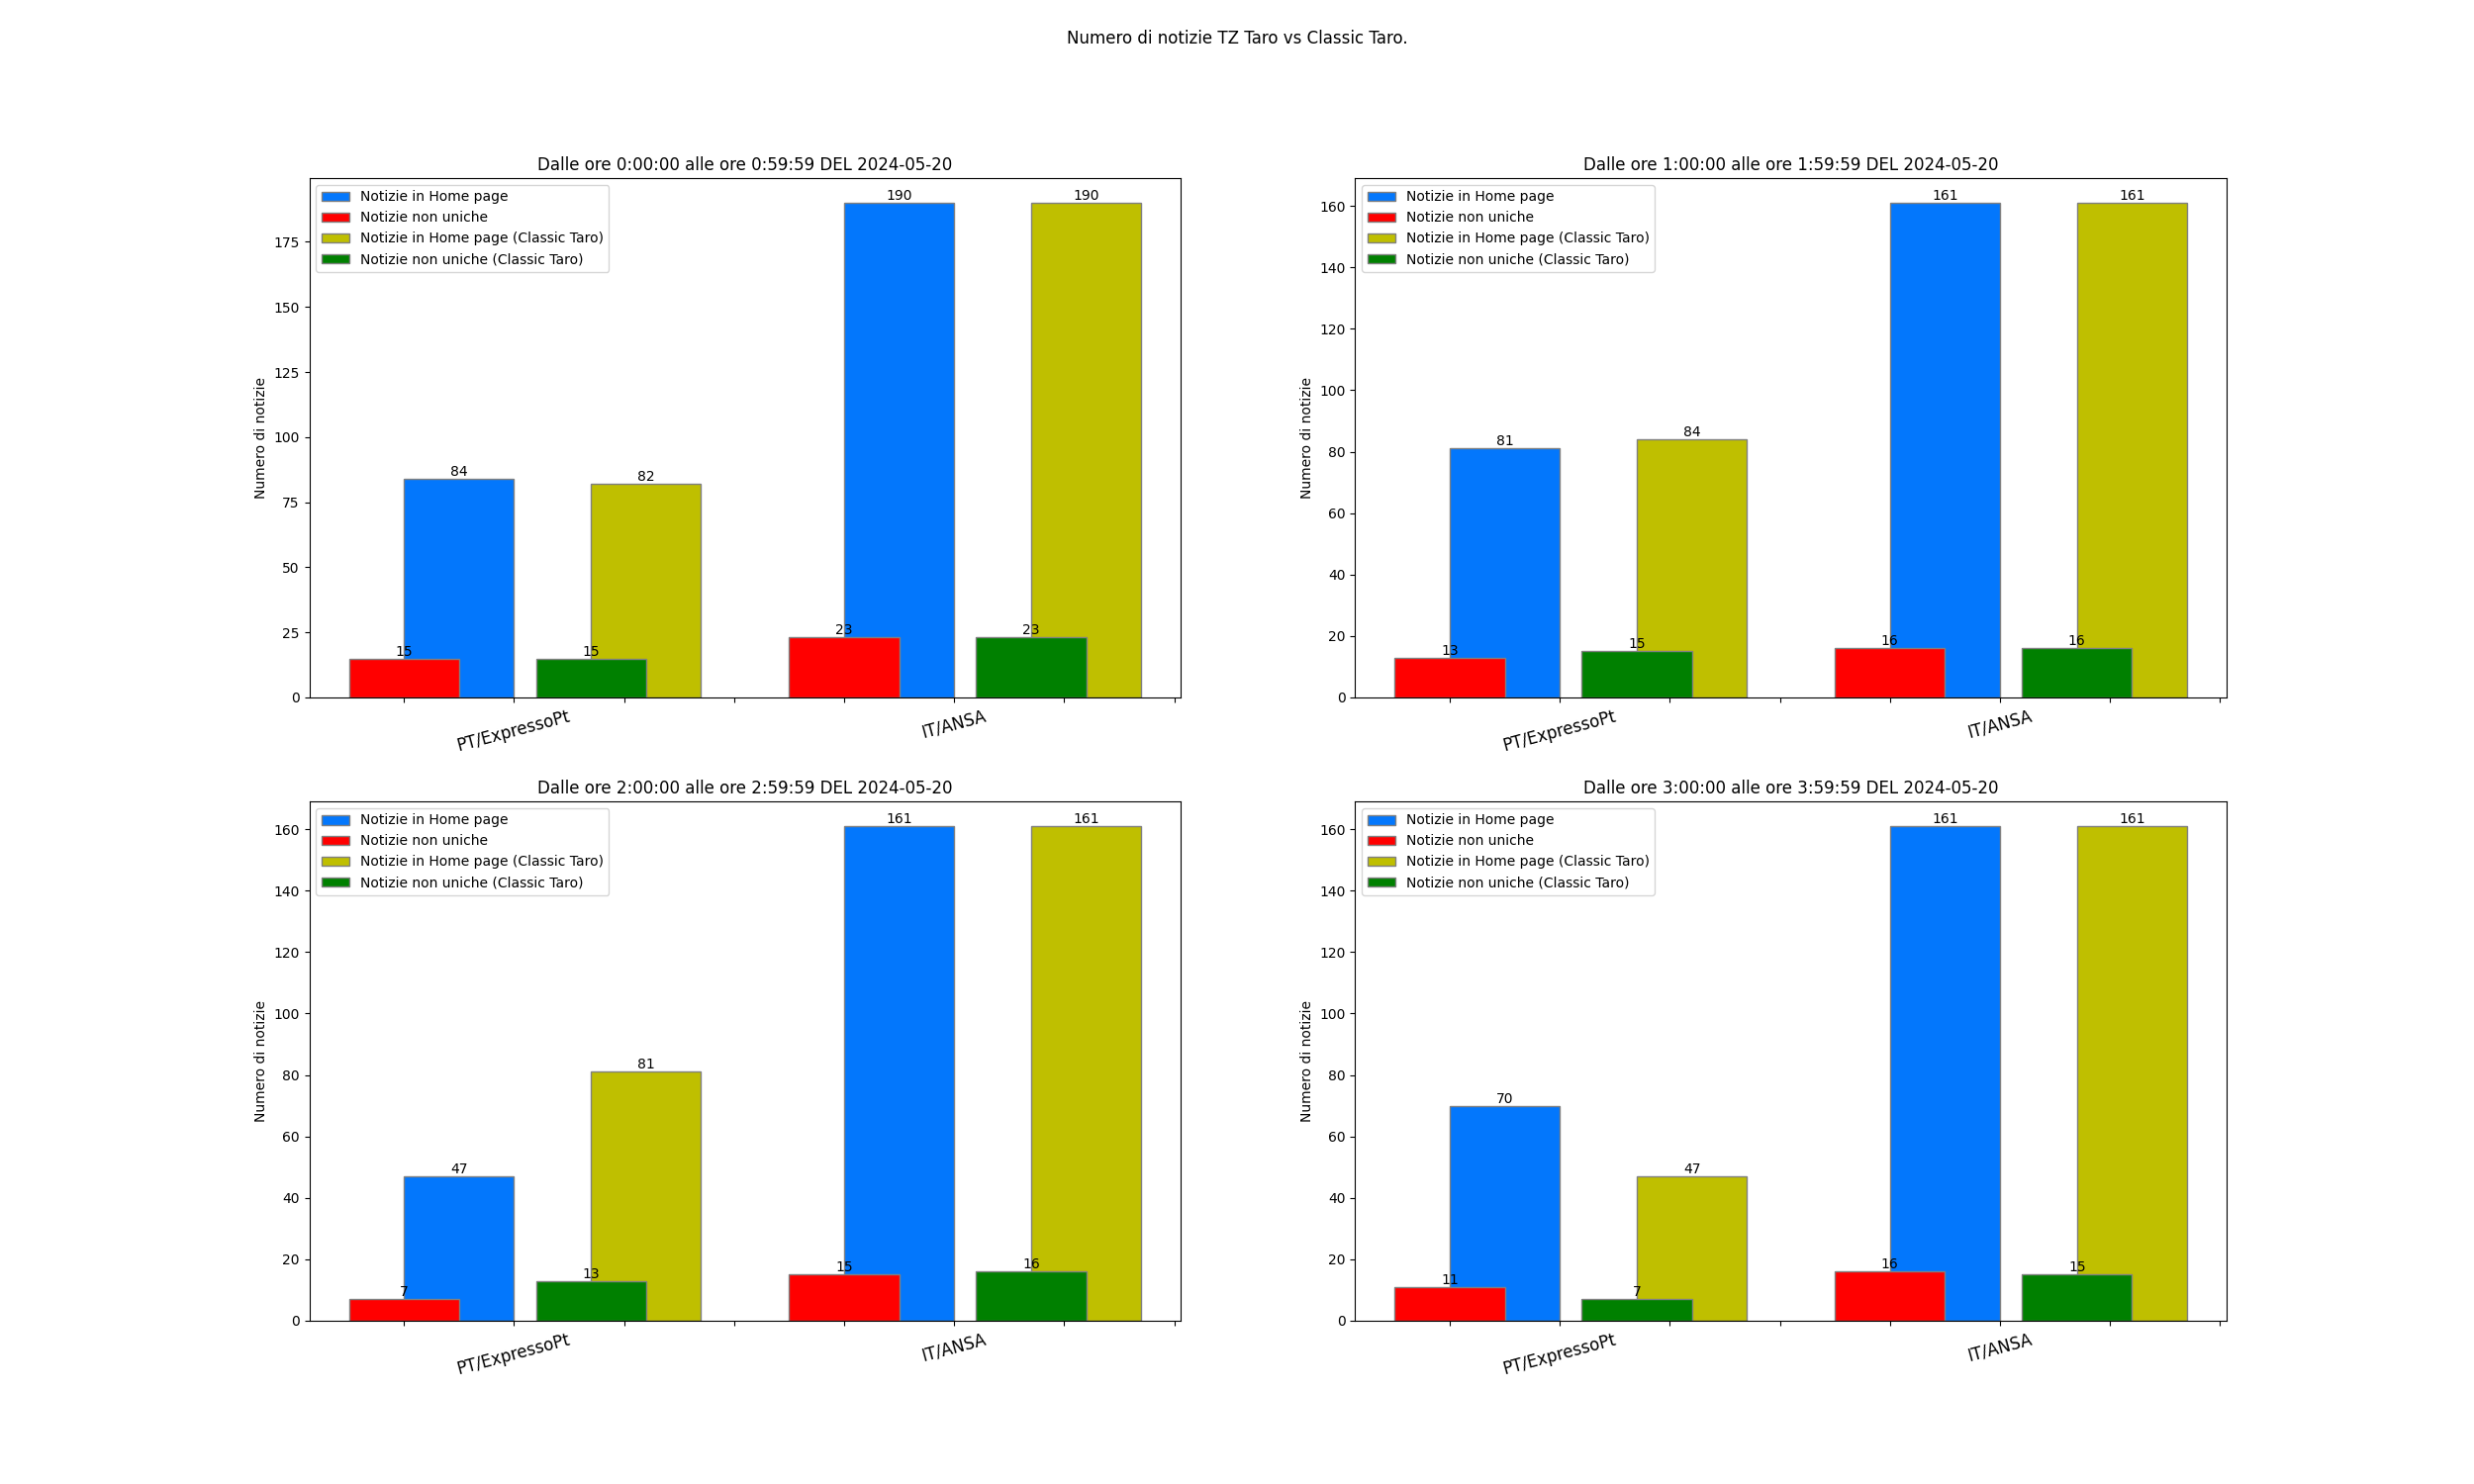 Numero di notizie TZ Taro vs Classic Taro.
Dalle ore 0:00:00 alle ore 0:59:59 DEL 2024-05-20
Notizie in Home page
Notizie non uniche
Notizie in Home page (Classic Taro)
Notizie non uniche (Classic Taro)
Numero di notizie
175
150
125
100
75
50
25
0
84
82
190
190
15
15
23
23
PT/ExpressoPt
IT/ANSA
Dalle ore 1:00:00 alle ore 1:59:59 DEL 2024-05-20
Notizie in Home page
Notizie non uniche
Notizie in Home page (Classic Taro)
Notizie non uniche (Classic Taro)
Numero di notizie
160
140
120
100
80
60
40
20
0
81
84
161
161
13
15
16
16
PT/ExpressoPt
IT/ANSA
Dalle ore 2:00:00 alle ore 2:59:59 DEL 2024-05-20
Notizie in Home page
Notizie non uniche
Notizie in Home page (Classic Taro)
Notizie non uniche (Classic Taro)
Numero di notizie
160
140
120
100
80
60
40
20
0
47
81
161
161
7
13
15
16
PT/ExpressoPt
IT/ANSA
Dalle ore 3:00:00 alle ore 3:59:59 DEL 2024-05-20
Notizie in Home page
Notizie non uniche
Notizie in Home page (Classic Taro)
Notizie non uniche (Classic Taro)
Numero di notizie
160
140
120
100
80
60
40
20
0
70
47
161
161
11
7
16
15
PT/ExpressoPt
IT/ANSA